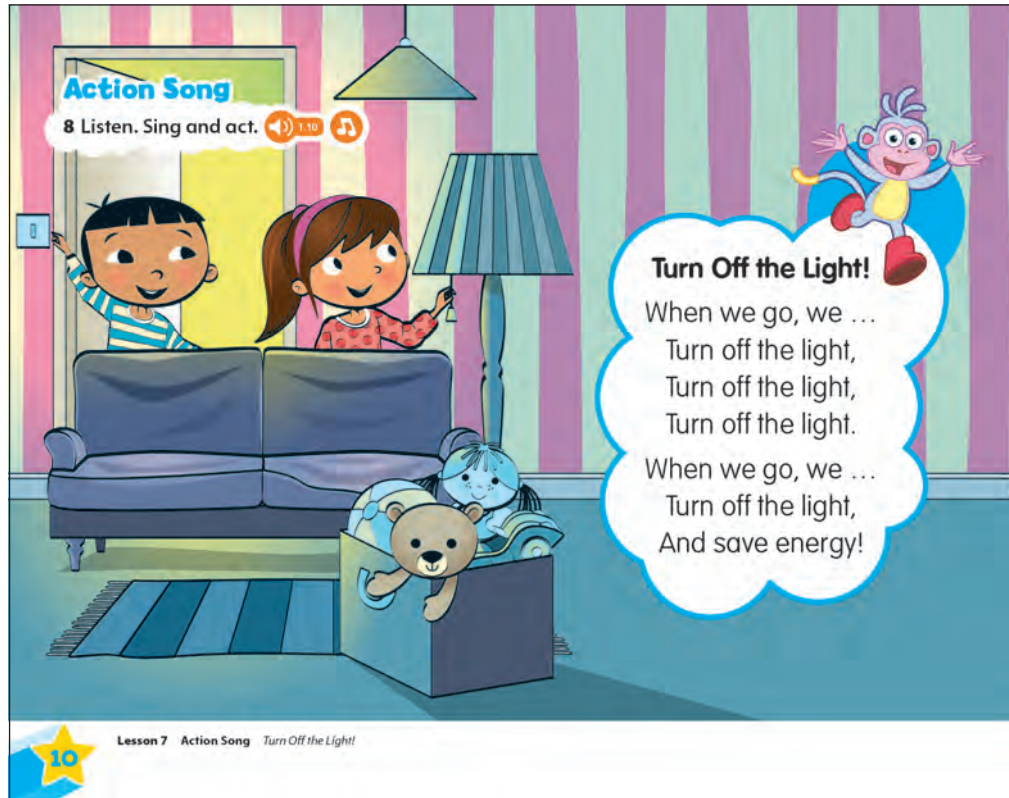 Action Song
8 Listen. Sing and act. 1.10
Turn Off the Light!
When we go, we …
Turn off the light,
Turn off the light,
Turn off the light.
When we go, we …
Turn off the light,
And save energy!
10
Lesson 7 Action Song Turn Off the Light!